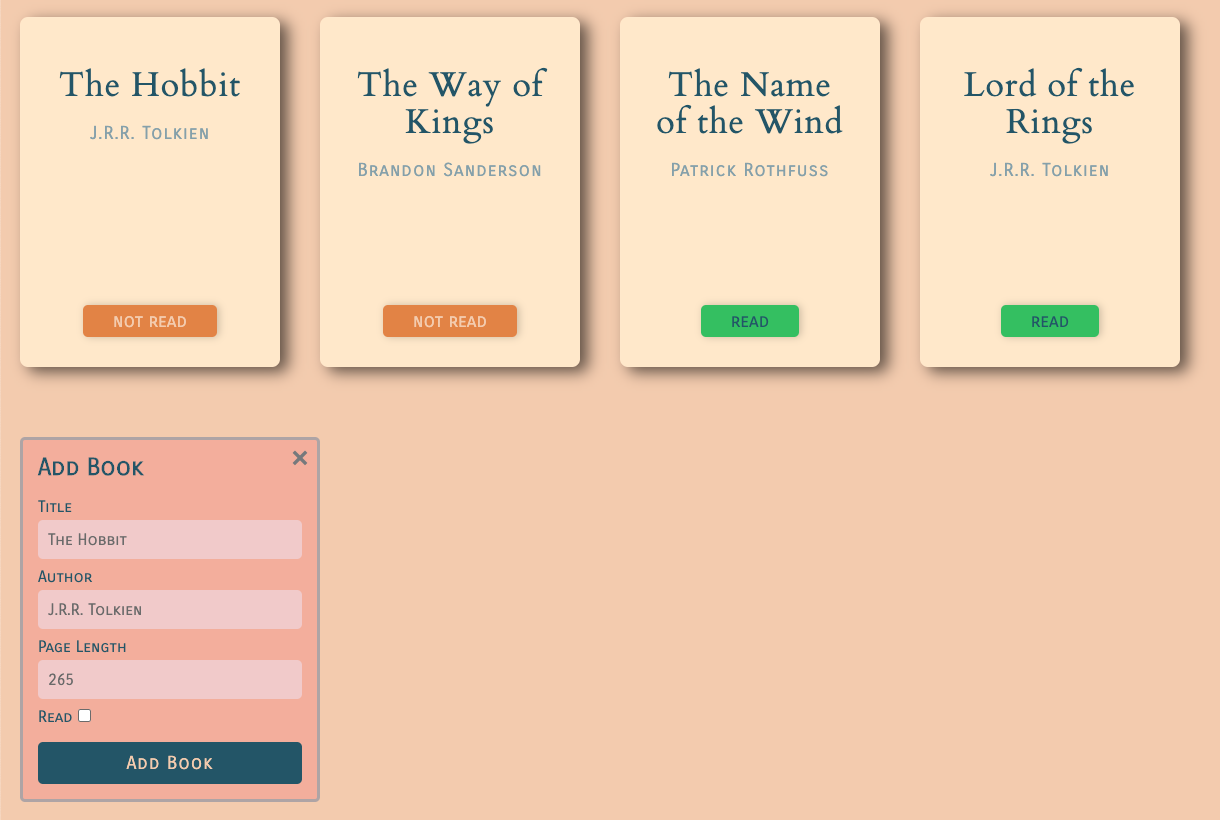 The Hobbit
J.R.R. Tolkien
NOT READ
The Way of
Kings
Brandon Sanderson
NOT READ
The Name
of the Wind
Patrick Rothfuss
READ
Lord of the
Rings
J.R.R. Tolkien
READ
Add Book
×
Title
The Hobbit
Author
J.R.R. Tolkien
Page Length
265
Read
Add Book